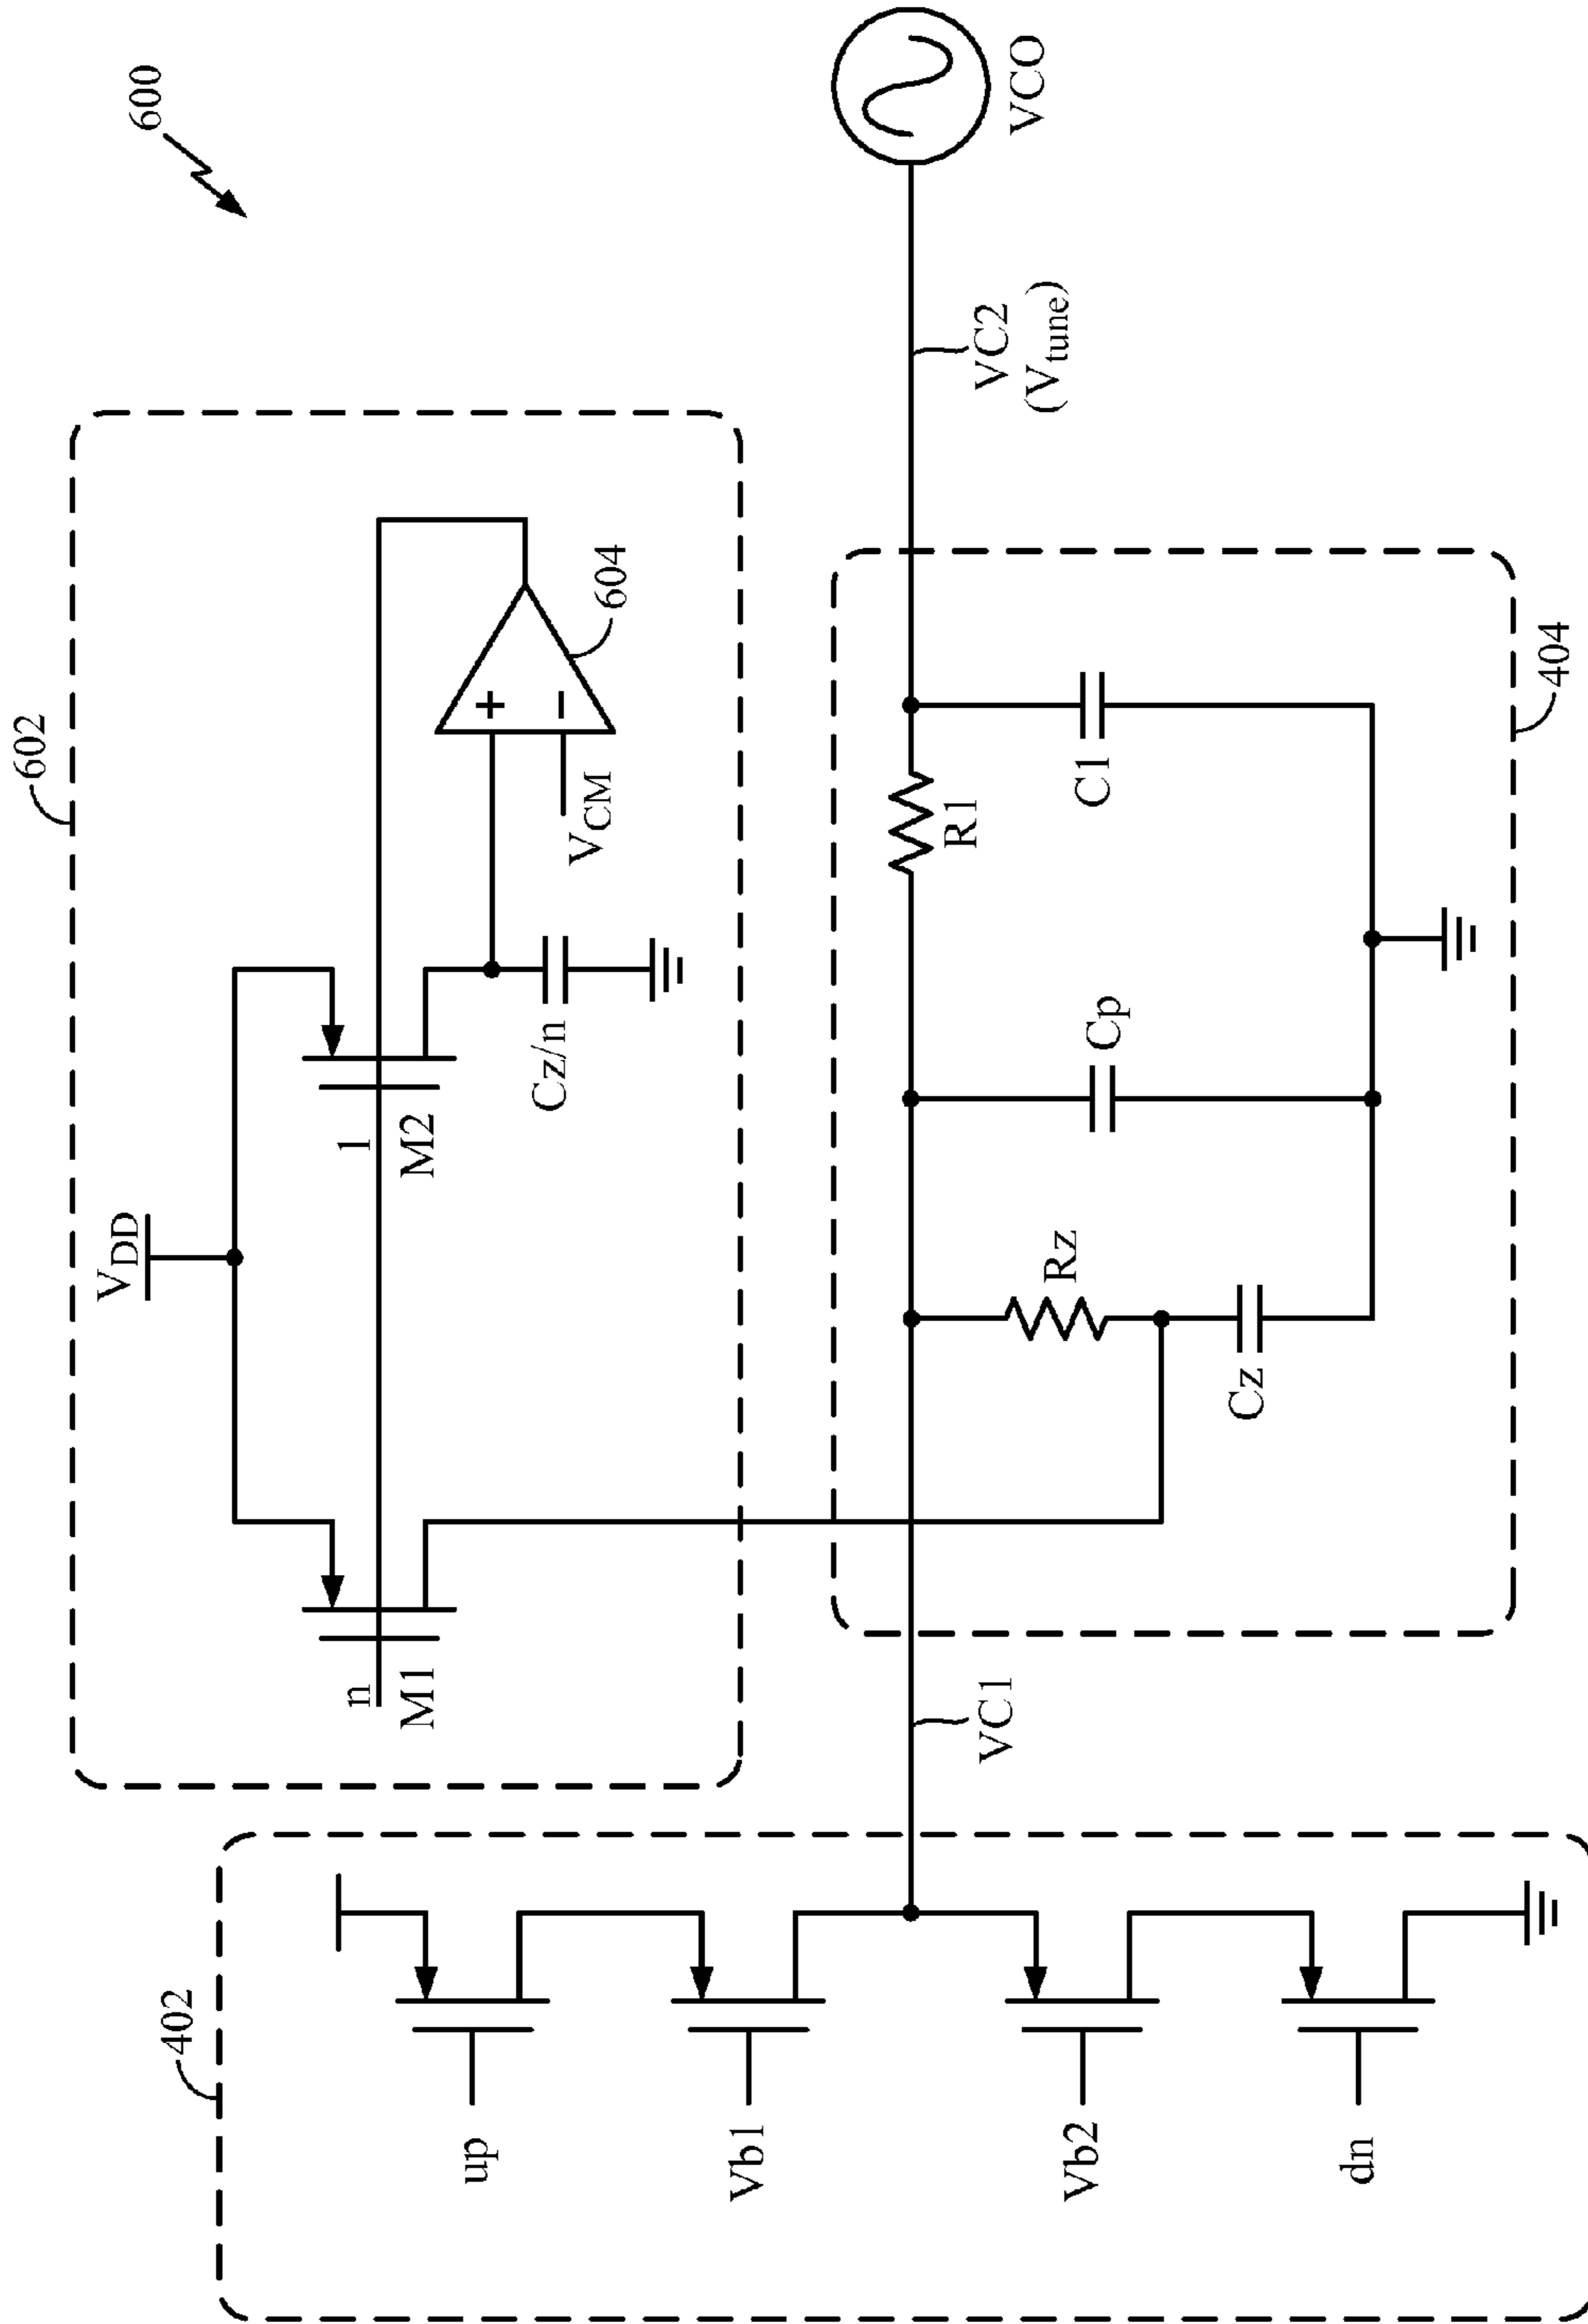 600
602
VDD
n
M1
1
M2
Cz/n
+
−
VCM
604
402
up
Vb1
Vb2
dn
VC1
Rz
Cz
Cp
R1
C1
404
VC2
(Vtune)
VCO